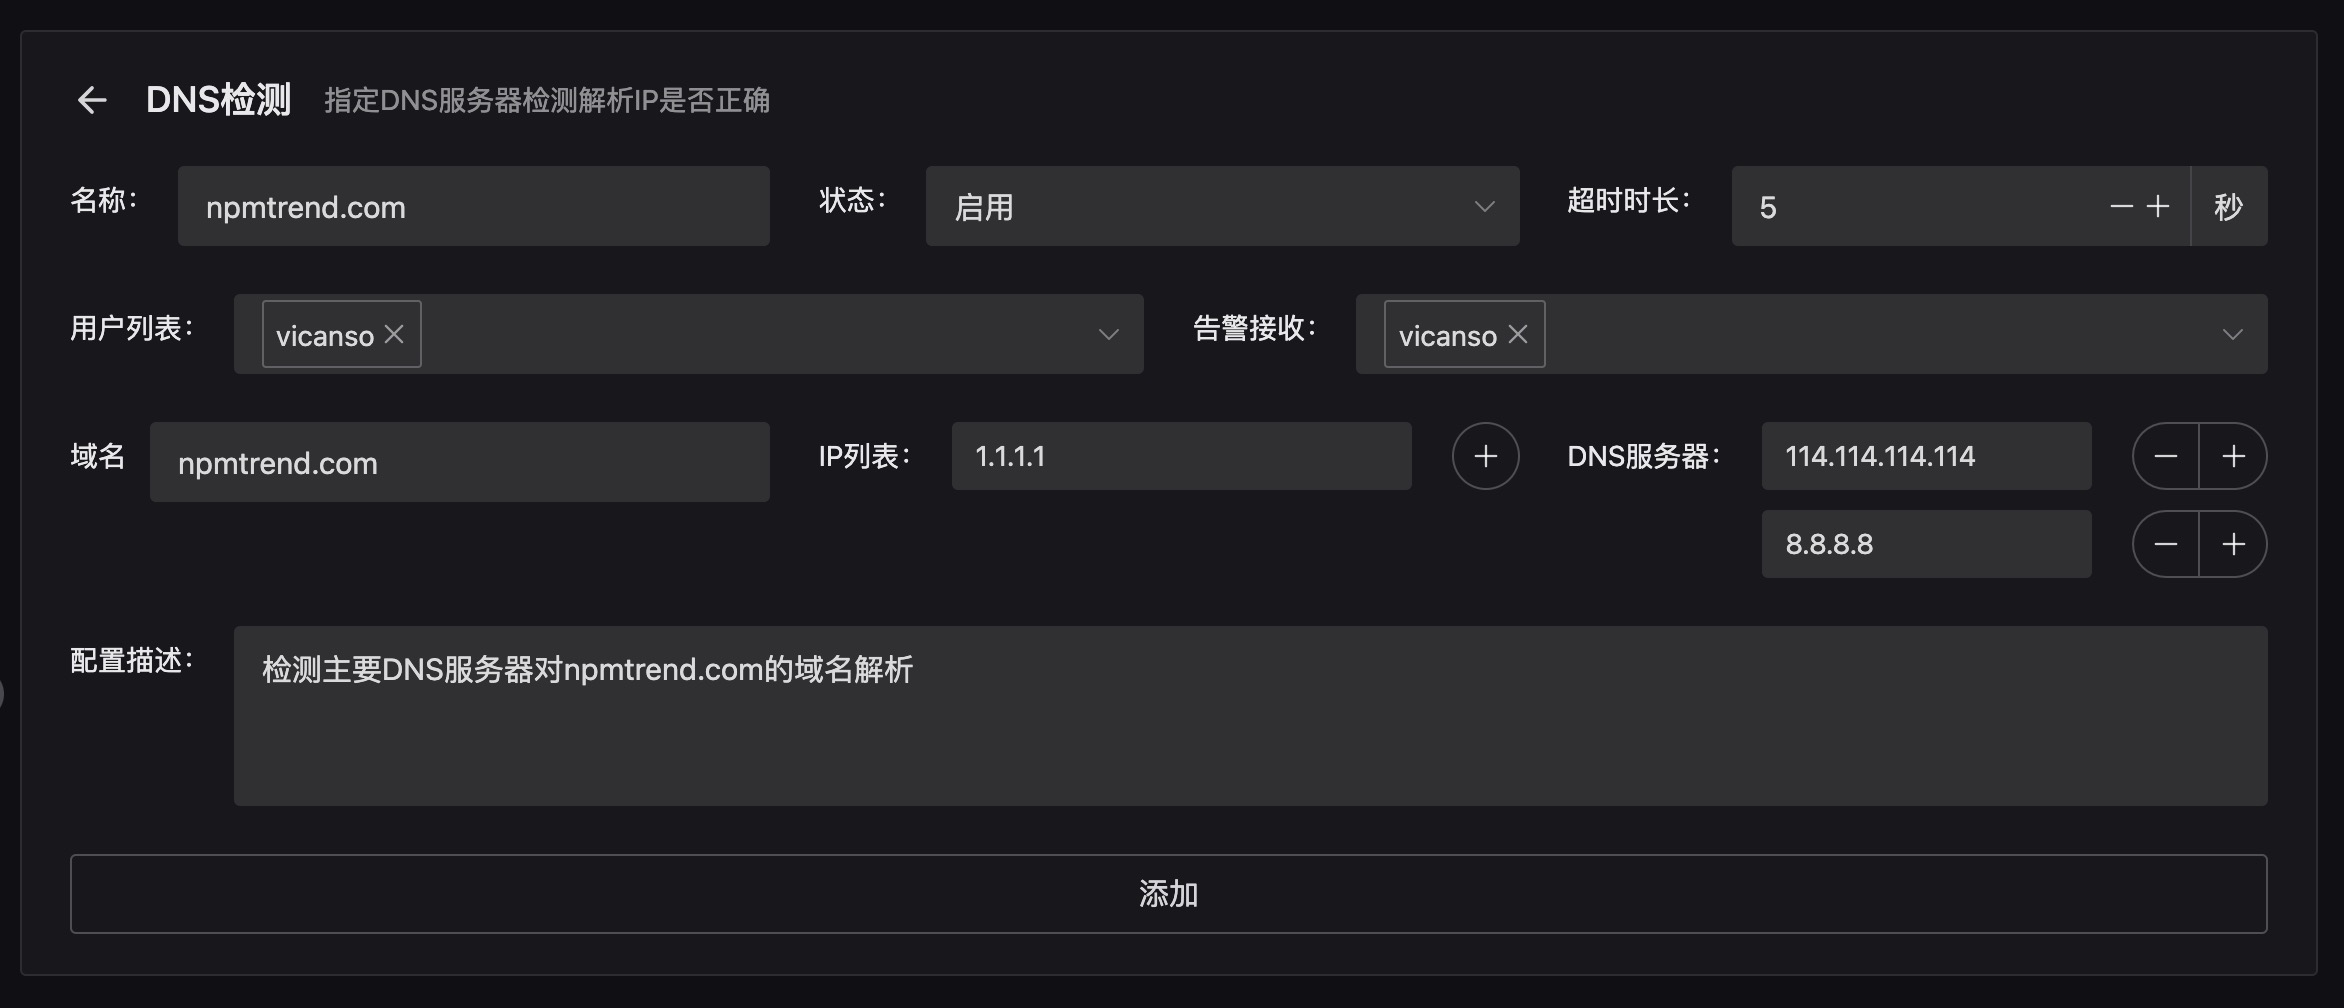 DNS检测 指定DNS服务器检测解析IP是否正确
名称： npmtrend.com 状态： 启用 超时时长： 5 秒
用户列表： vicanso 告警接收： vicanso
域名 npmtrend.com IP列表： 1.1.1.1 DNS服务器： 114.114.114.114
8.8.8.8
配置描述： 检测主要DNS服务器对npmtrend.com的域名解析
添加